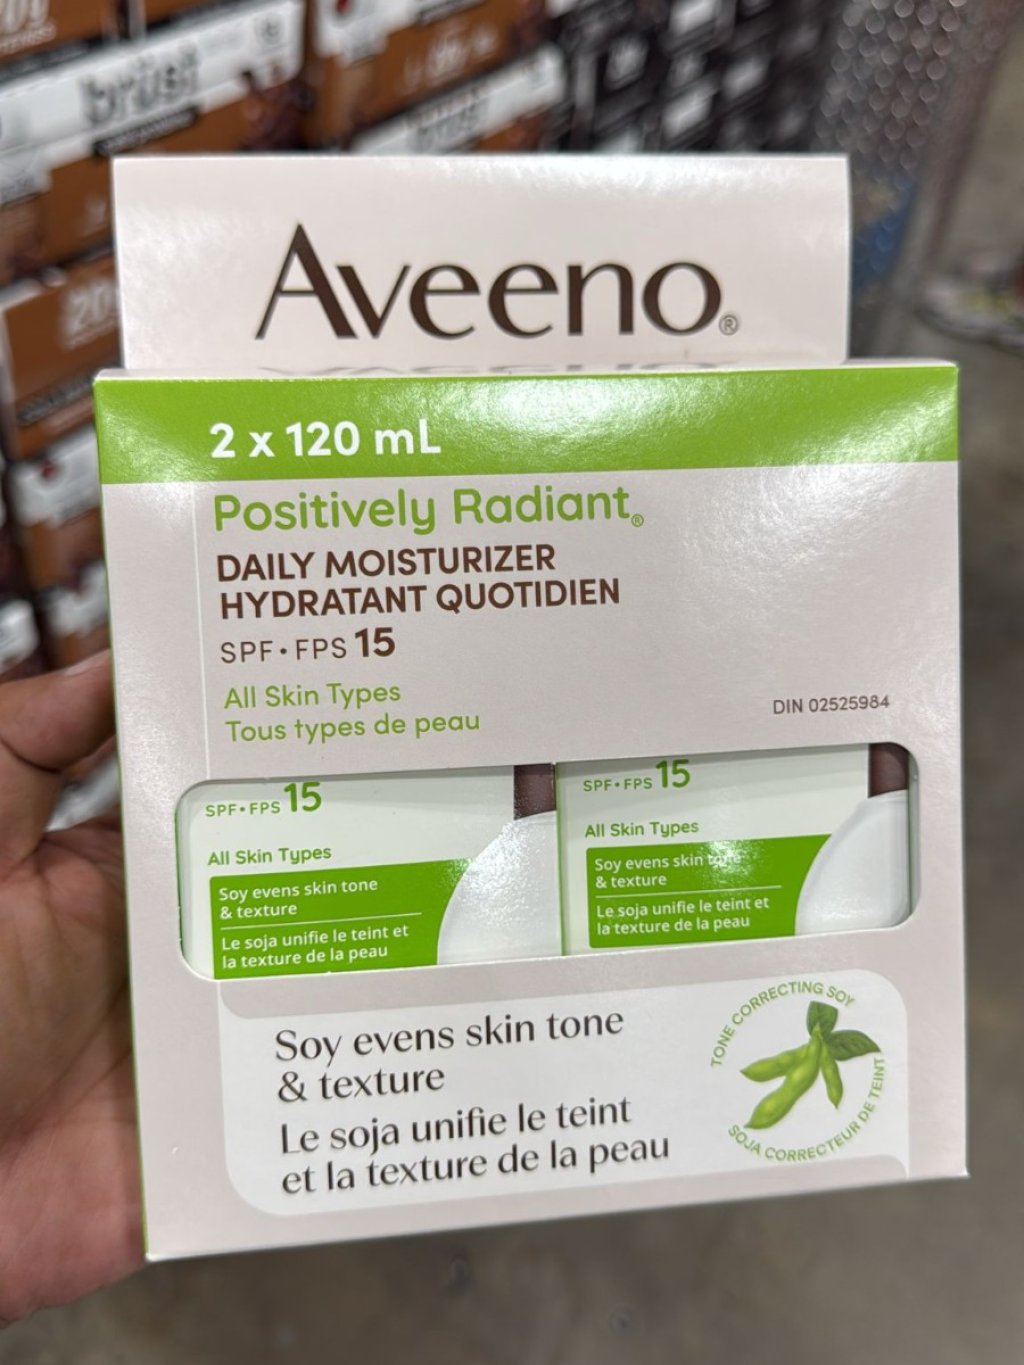 brüst
Aveeno®
2 x 120 mL
Positively Radiant®
DAILY MOISTURIZER
HYDRATANT QUOTIDIEN
SPF • FPS 15
All Skin Types
Tous types de peau
DIN 02525984
SPF • FPS 15
All Skin Types
Soy evens skin tone
& texture
Le soja unifie le teint et
la texture de la peau
SPF • FPS 15
All Skin Types
Soy evens skin tone
& texture
Le soja unifie le teint et
la texture de la peau
Soy evens skin tone
& texture
Le soja unifie le teint
et la texture de la peau
TONE CORRECTING SOY
SOJA CORRECTEUR DE TEINT